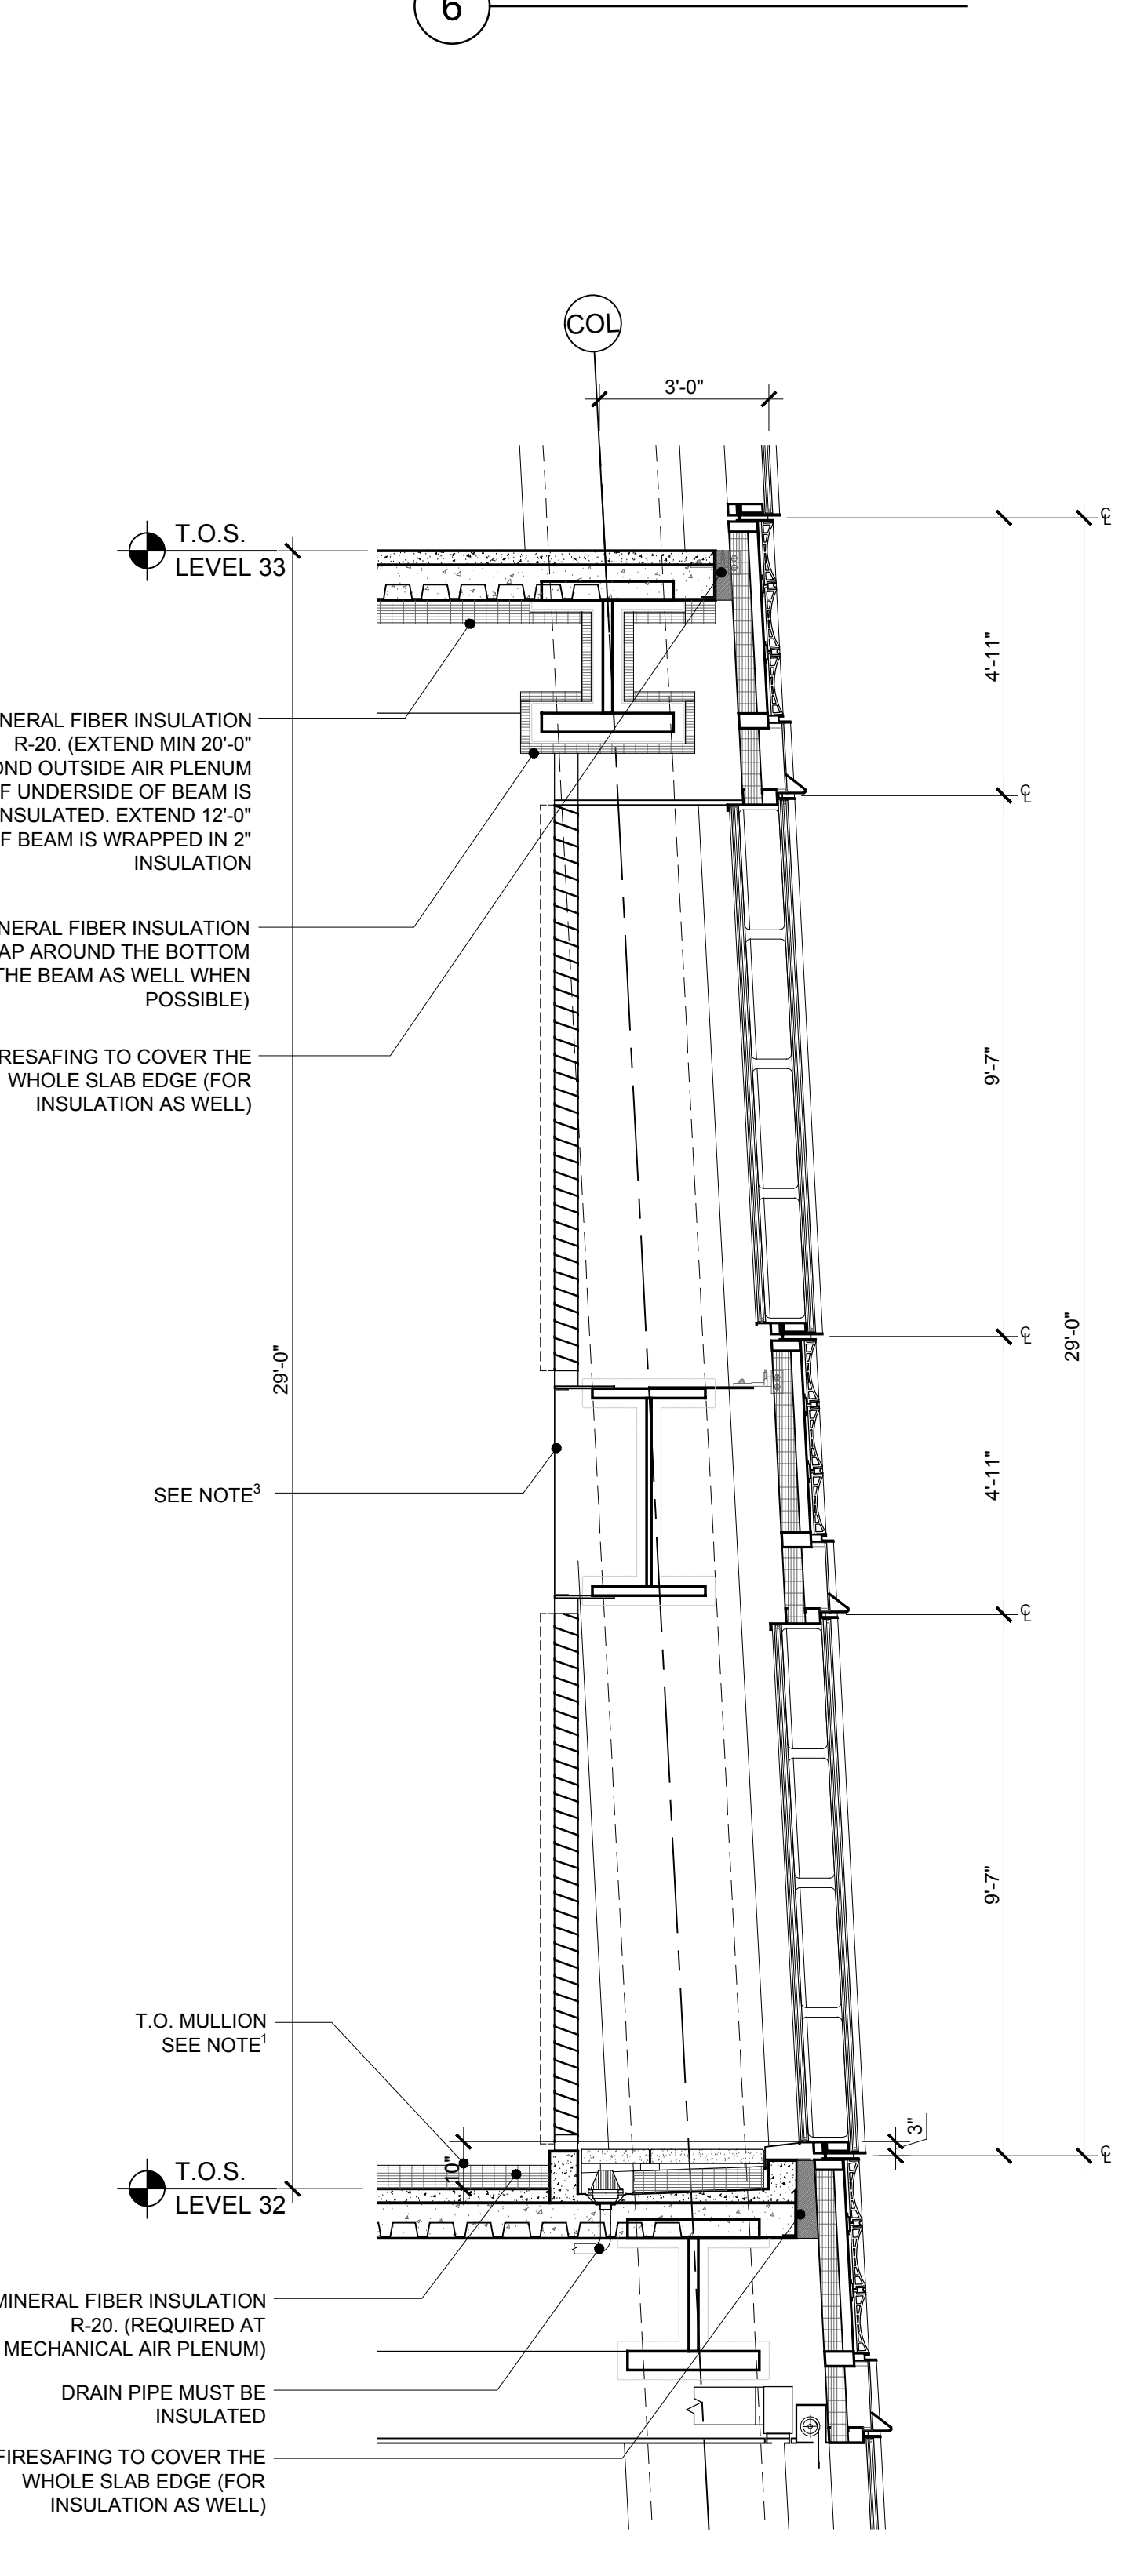 6
COL
3'-0"
T.O.S.
LEVEL 33
℄
4'-11"
NERAL FIBER INSULATION
R-20. (EXTEND MIN 20'-0"
OND OUTSIDE AIR PLENUM
F UNDERSIDE OF BEAM IS
NSULATED. EXTEND 12'-0"
F BEAM IS WRAPPED IN 2"
INSULATION
℄
NERAL FIBER INSULATION
AP AROUND THE BOTTOM
THE BEAM AS WELL WHEN
POSSIBLE)
RESAFING TO COVER THE
WHOLE SLAB EDGE (FOR
INSULATION AS WELL)
9'-7"
29'-0"
29'-0"
℄
SEE NOTE3
4'-11"
℄
9'-7"
T.O. MULLION
SEE NOTE1
3"
10"
℄
T.O.S.
LEVEL 32
MINERAL FIBER INSULATION
R-20. (REQUIRED AT
MECHANICAL AIR PLENUM)
DRAIN PIPE MUST BE
INSULATED
FIRESAFING TO COVER THE
WHOLE SLAB EDGE (FOR
INSULATION AS WELL)